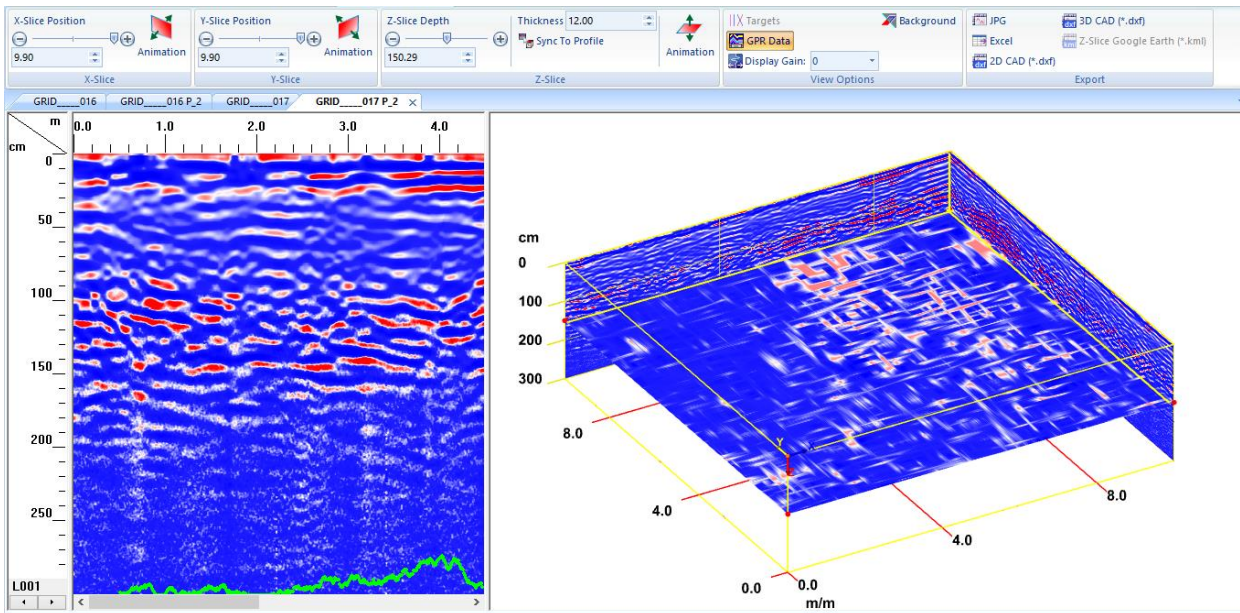 X-Slice Position
9.90
Animation
X-Slice
Y-Slice Position
9.90
Animation
Y-Slice
Z-Slice Depth
150.29
Thickness 12.00
Sync To Profile
Animation
Z-Slice
Targets
GPR Data
Display Gain: 0
Background
View Options
JPG
Excel
2D CAD (*.dxf)
3D CAD (*.dxf)
Z-Slice Google Earth (*.kml)
Export
GRID_____016 GRID_____016 P_2 GRID_____017 GRID_____017 P_2
m
cm
0.0 1.0 2.0 3.0 4.0
0
50
100
150
200
250
L001
cm
0
100
200
300
8.0
4.0
0.0
Y
0.0
4.0
8.0
m/m